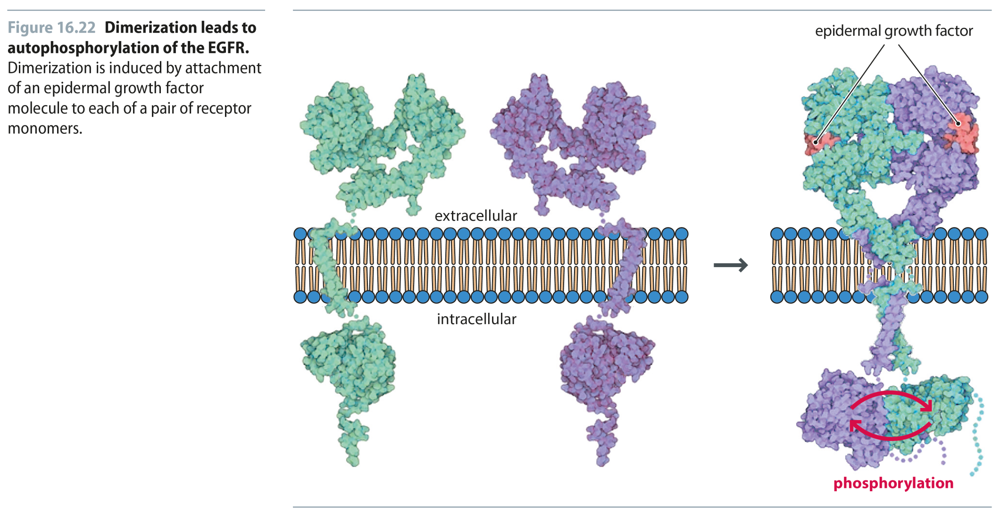 Figure 16.22 Dimerization leads to
autophosphorylation of the EGFR.
Dimerization is induced by attachment
of an epidermal growth factor
molecule to each of a pair of receptor
monomers.
epidermal growth factor
extracellular
intracellular
phosphorylation